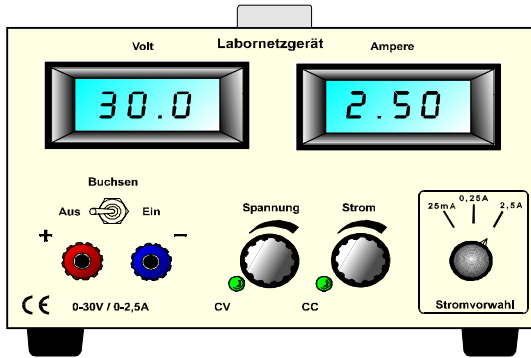 Volt
Labornetzgerät
Ampere
30.0
2.50
Buchsen
Aus
Ein
+
−
Spannung
Strom
25mA
0,25A
2,5A
CE
0-30V / 0-2,5A
CV
CC
Stromvorwahl